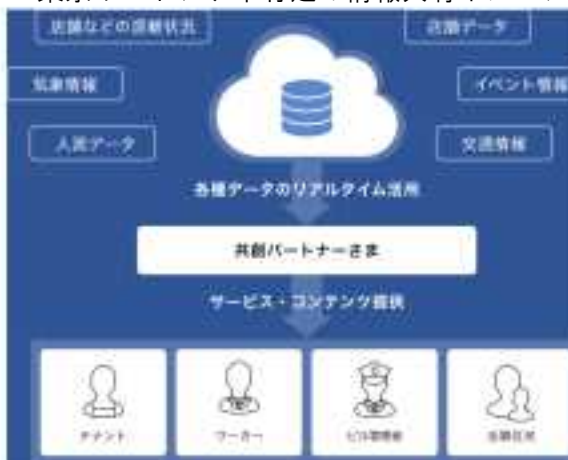 店舗などの混雑状況
店舗データ
気象情報
イベント情報
人流データ
交通情報
各種データのリアルタイム活用
共創パートナーさま
サービス・コンテンツ提供
テナント
ワーカー
ビル管理者